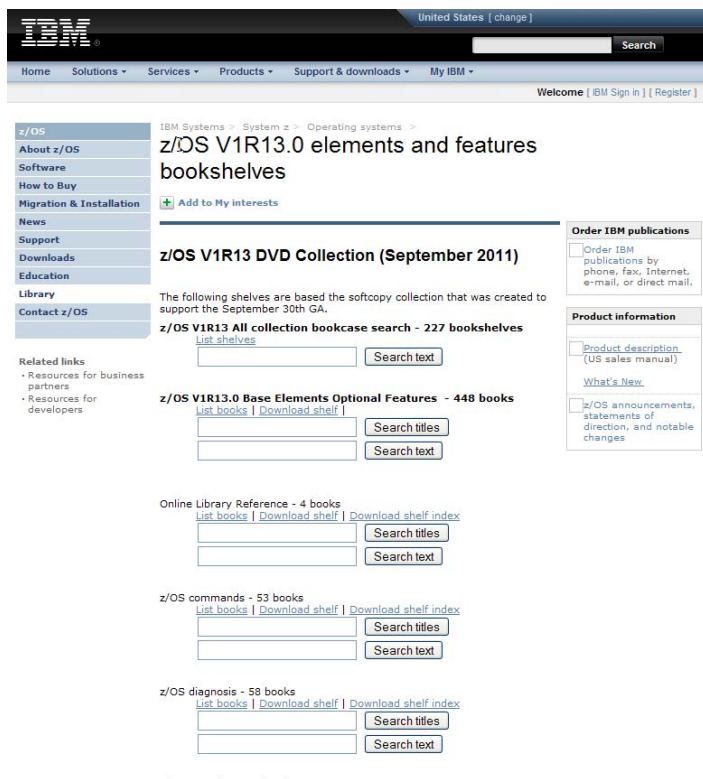 United States [ change ]
IBM ®
Search
Home Solutions Services Products Support & downloads My IBM
Welcome [ IBM Sign in ] [ Register ]
z/OS
About z/OS
Software
How to Buy
Migration & Installation
News
Support
Downloads
Education
Library
Contact z/OS
Related links
· Resources for business
partners
· Resources for
developers
IBM Systems > System z > Operating systems >
z/OS V1R13.0 elements and features
bookshelves
Add to My interests
z/OS V1R13 DVD Collection (September 2011)
The following shelves are based the softcopy collection that was created to
support the September 30th GA.
z/OS V1R13 All collection bookcase search - 227 bookshelves
List shelves
Search text
z/OS V1R13.0 Base Elements Optional Features - 448 books
List books | Download shelf |
Search titles
Search text
Online Library Reference - 4 books
List books | Download shelf | Download shelf index
Search titles
Search text
z/OS commands - 53 books
List books | Download shelf | Download shelf index
Search titles
Search text
z/OS diagnosis - 58 books
List books | Download shelf | Download shelf index
Search titles
Search text
Order IBM publications
Order IBM
publications by
phone, fax, Internet,
e-mail, or direct mail.
Product information
Product description
(US sales manual)
What's New
z/OS announcements,
statements of
direction, and notable
changes